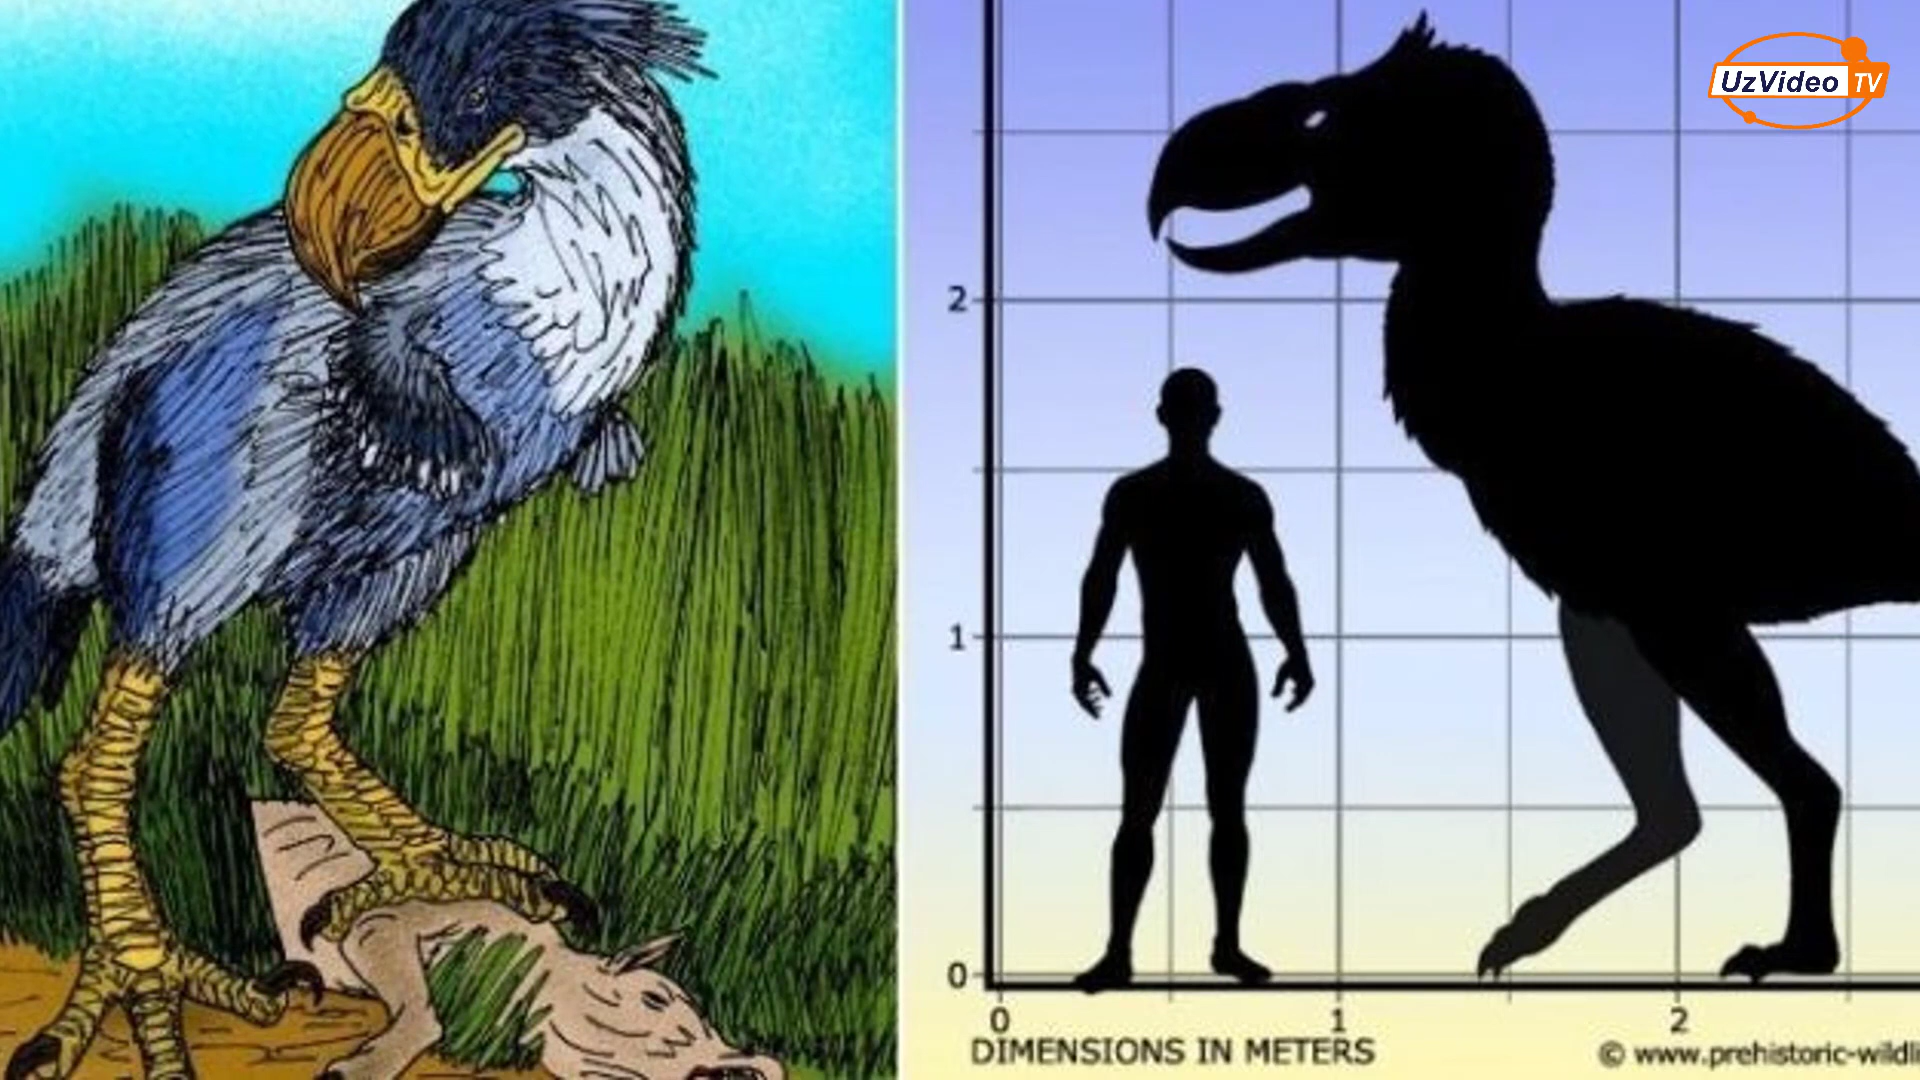 UzVideo TV
2
1
0
0 1 2
DIMENSIONS IN METERS
© www.prehistoric-wildli